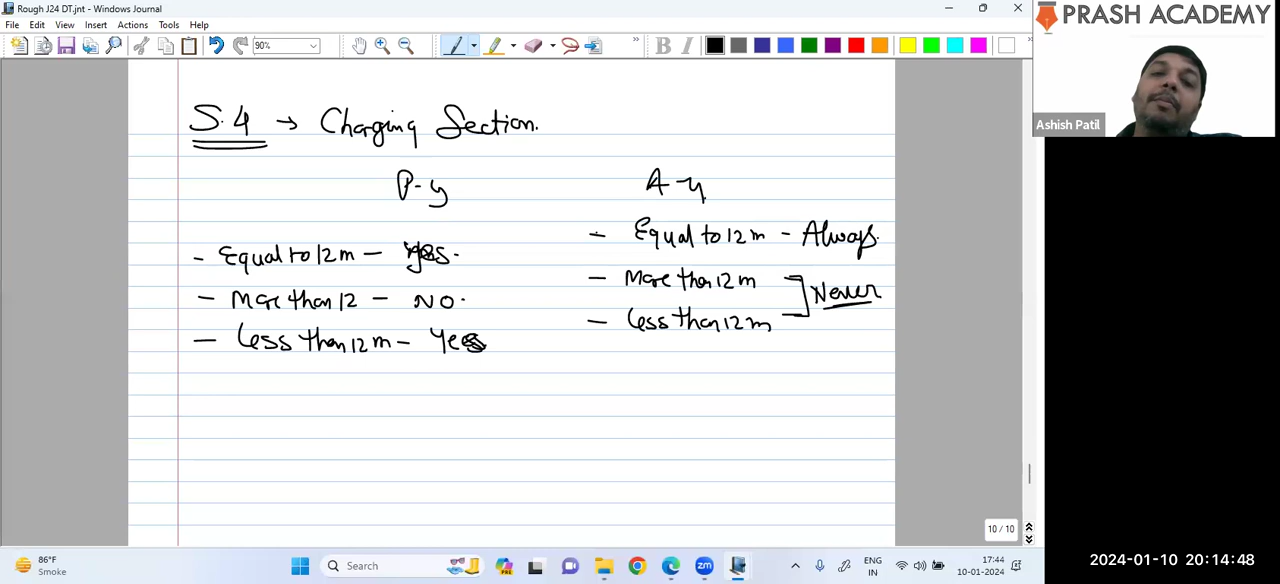 Rough J24 DT.jnt - Windows Journal
File Edit View Insert Actions Tools Help
90%
B I
PRASH ACADEMY
Ashish Patil
S.4 → Charging Section.
P-y
A-y
- Equal to 12m - Yes.
- More than 12 - NO.
- Less than 12m - Yes
- Equal to 12m - Always.
- More than 12m
- Less than 12m
Never
10 / 10
86°F
Smoke
Search
PRE
ENG
IN
17:44
10-01-2024
2024-01-10 20:14:48